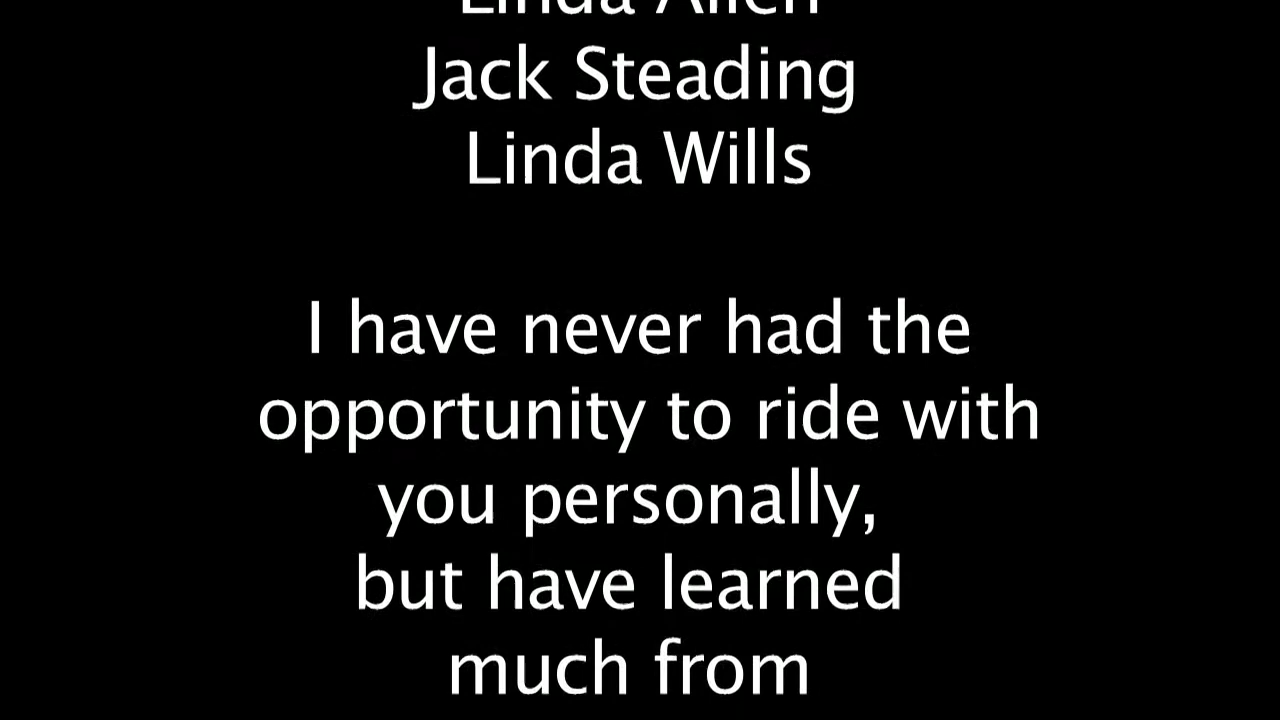 Linda Allen
Jack Steading
Linda Wills
I have never had the
opportunity to ride with
you personally,
but have learned
much from